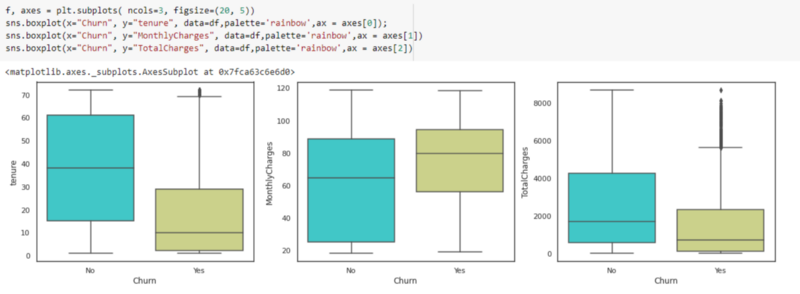 f, axes = plt.subplots( ncols=3, figsize=(20, 5))
sns.boxplot(x="Churn", y="tenure", data=df,palette='rainbow',ax = axes[0]);
sns.boxplot(x="Churn", y="MonthlyCharges", data=df,palette='rainbow',ax = axes[1])
sns.boxplot(x="Churn", y="TotalCharges", data=df,palette='rainbow',ax = axes[2])
<matplotlib.axes._subplots.AxesSubplot at 0x7fca63c6e6d0>
tenure
70
60
50
40
30
20
10
0
No Yes
Churn
MonthlyCharges
120
100
80
60
40
20
No Yes
Churn
TotalCharges
8000
6000
4000
2000
0
No Yes
Churn